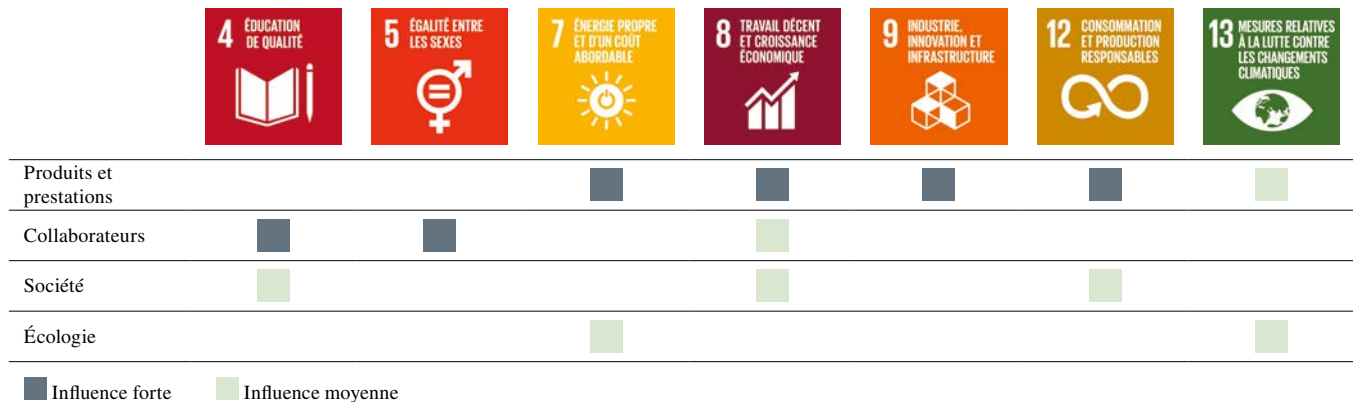 4 ÉDUCATION
DE QUALITÉ
5 ÉGALITÉ ENTRE
LES SEXES
7 ÉNERGIE PROPRE
ET D'UN COÛT
ABORDABLE
8 TRAVAIL DÉCENT
ET CROISSANCE
ÉCONOMIQUE
9 INDUSTRIE,
INNOVATION ET
INFRASTRUCTURE
12 CONSOMMATION
ET PRODUCTION
RESPONSABLES
13 MESURES RELATIVES
À LA LUTTE CONTRE
LES CHANGEMENTS
CLIMATIQUES
Produits et
prestations
Collaborateurs
Société
Écologie
Influence forte
Influence moyenne